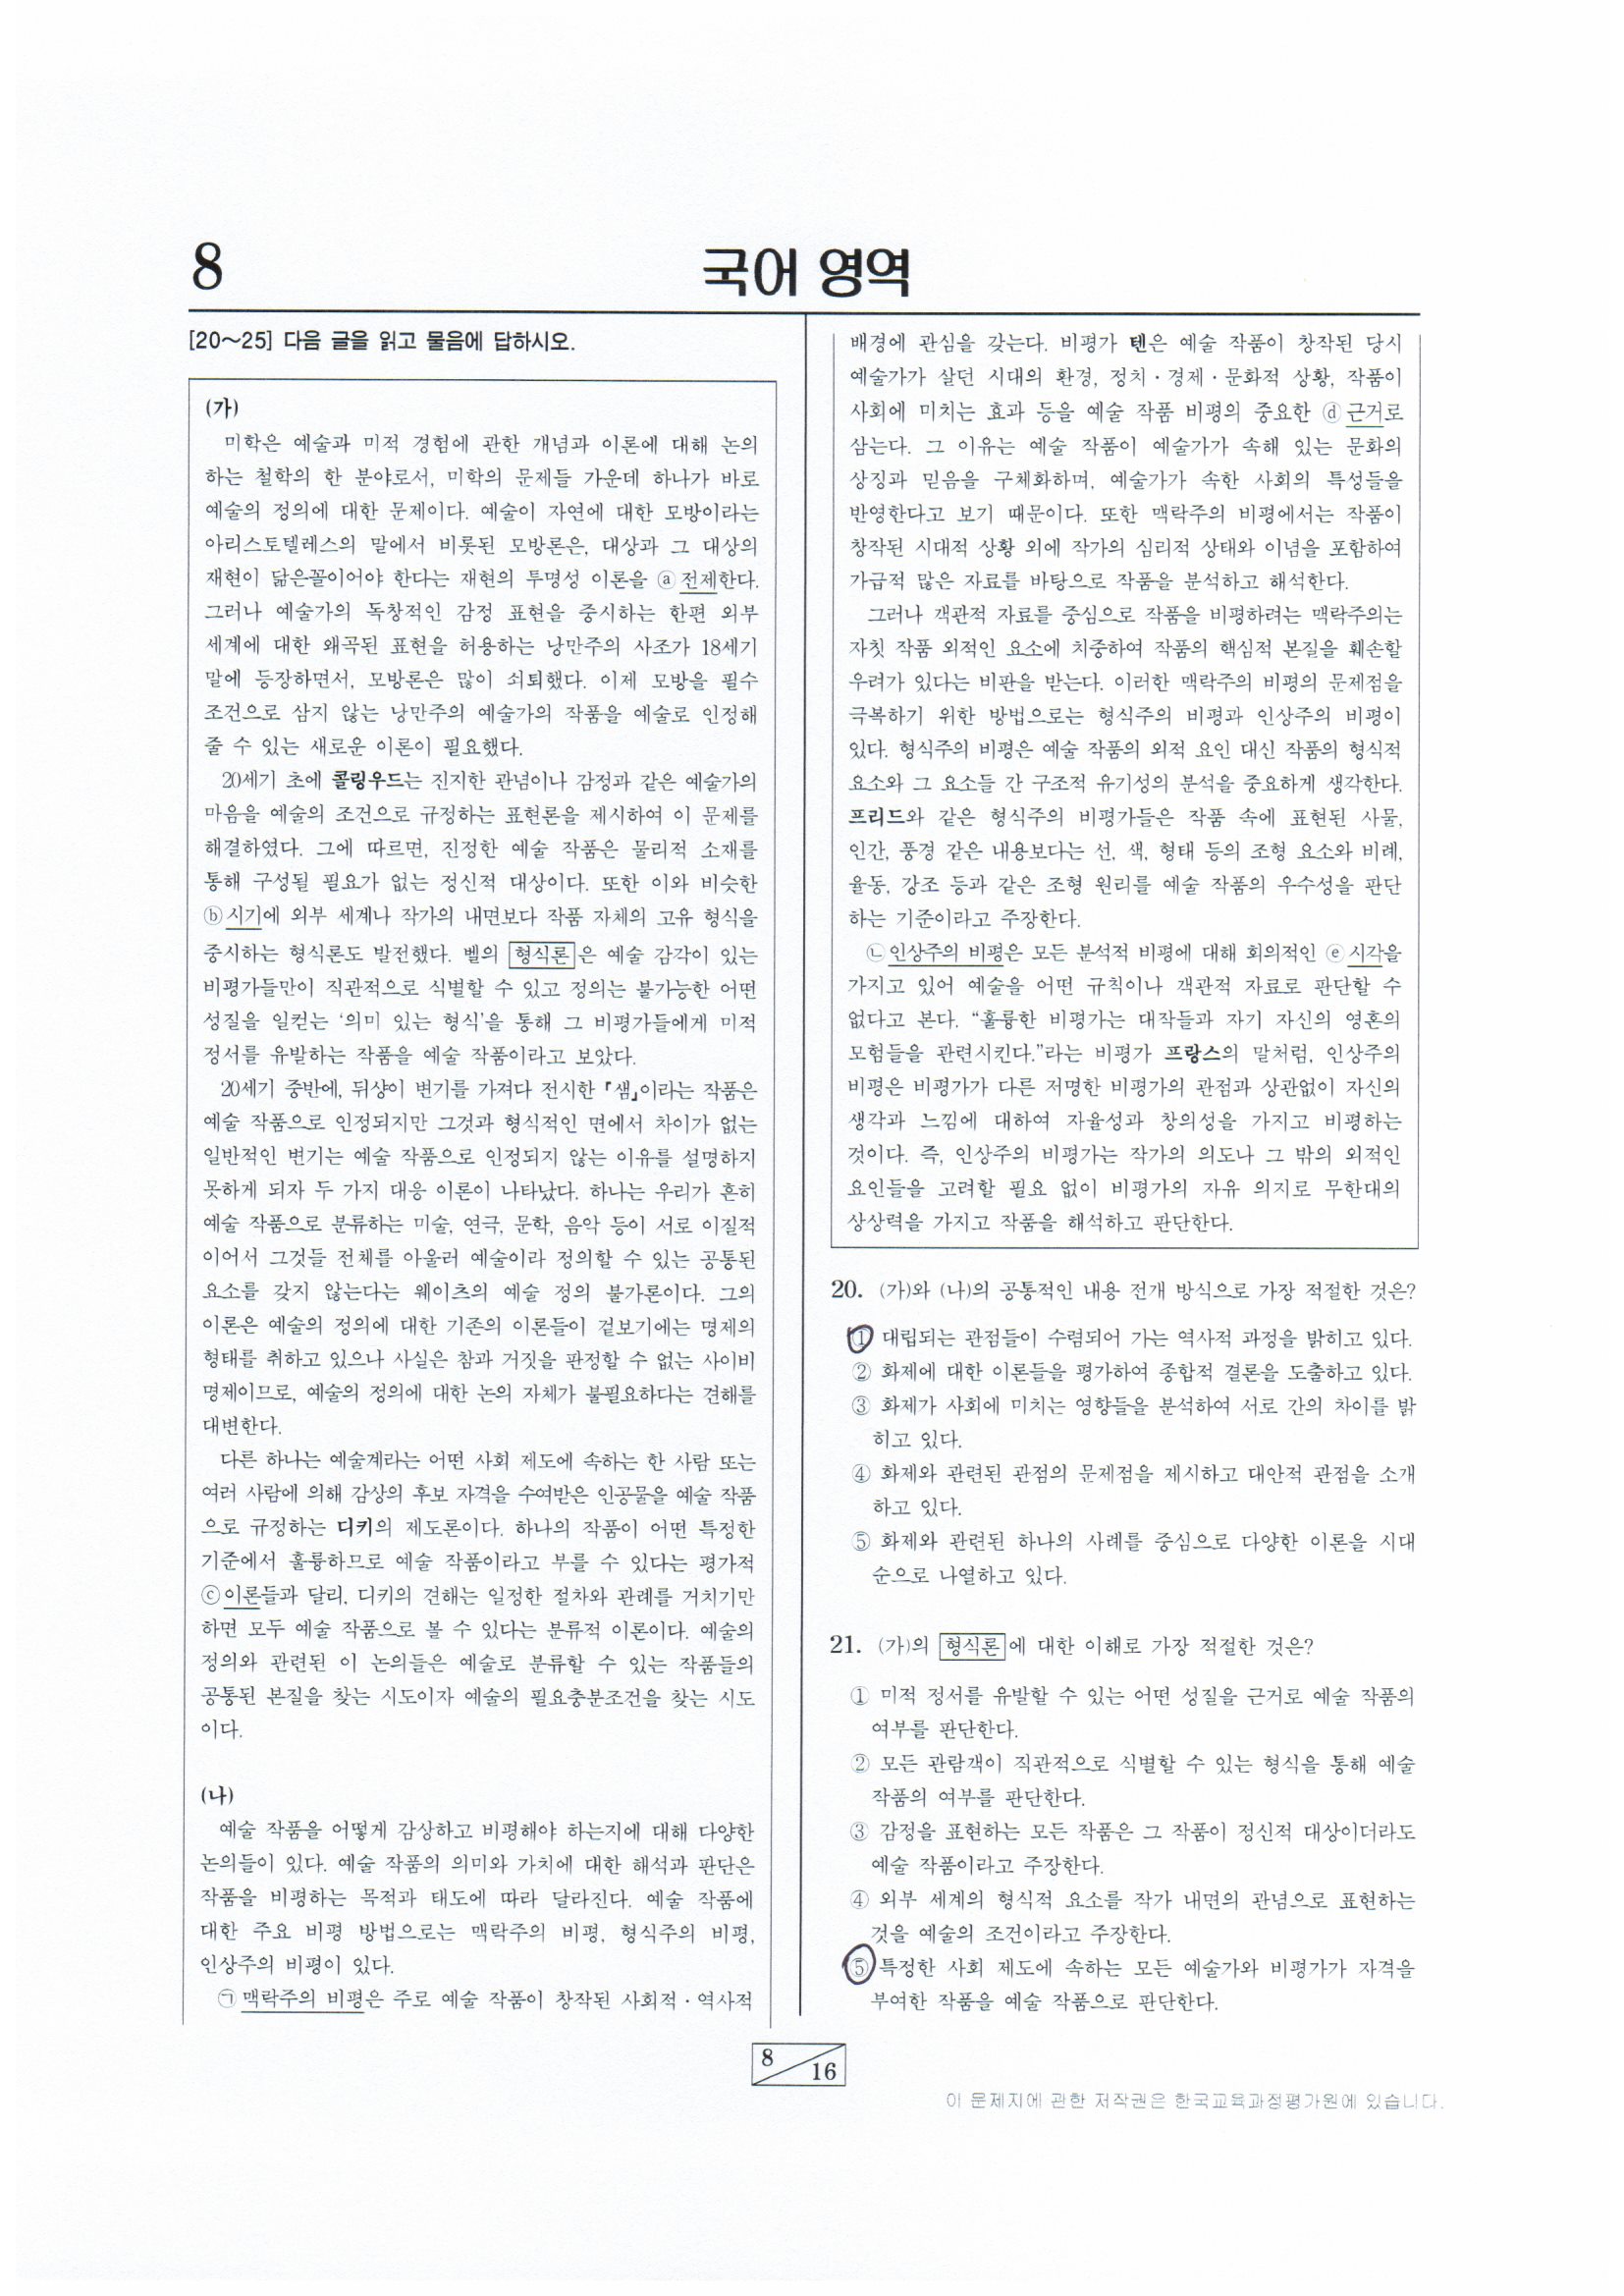 8
국어 영역
[20~25] 다음 글을 읽고 물음에 답하시오.
(가)
미학은 예술과 미적 경험에 관한 개념과 이론에 대해 논의
하는 철학의 한 분야로서, 미학의 문제들 가운데 하나가 바로
예술의 정의에 대한 문제이다. 예술이 자연에 대한 모방이라는
아리스토텔레스의 말에서 비롯된 모방론은, 대상과 그 대상의
재현이 닮은꼴이어야 한다는 재현의 투명성 이론을 ⓐ전제한다.
그러나 예술가의 독창적인 감정 표현을 중시하는 한편 외부
세계에 대한 왜곡된 표현을 허용하는 낭만주의 사조가 18세기
말에 등장하면서, 모방론은 많이 쇠퇴했다. 이제 모방을 필수
조건으로 삼지 않는 낭만주의 예술가의 작품을 예술로 인정해
줄 수 있는 새로운 이론이 필요했다.
20세기 초에 콜링우드는 진지한 관념이나 감정과 같은 예술가의
마음을 예술의 조건으로 규정하는 표현론을 제시하여 이 문제를
해결하였다. 그에 따르면, 진정한 예술 작품은 물리적 소재를
통해 구성될 필요가 없는 정신적 대상이다. 또한 이와 비슷한
ⓑ시기에 외부 세계나 작가의 내면보다 작품 자체의 고유 형식을
중시하는 형식론도 발전했다. 벨의 형식론은 예술 감각이 있는
비평가들만이 직관적으로 식별할 수 있고 정의는 불가능한 어떤
성질을 일컫는 ‘의미 있는 형식’을 통해 그 비평가들에게 미적
정서를 유발하는 작품을 예술 작품이라고 보았다.
20세기 중반에, 뒤샹이 변기를 가져다 전시한 『샘』이라는 작품은
예술 작품으로 인정되지만 그것과 형식적인 면에서 차이가 없는
일반적인 변기는 예술 작품으로 인정되지 않는 이유를 설명하지
못하게 되자 두 가지 대응 이론이 나타났다. 하나는 우리가 흔히
예술 작품으로 분류하는 미술, 연극, 문학, 음악 등이 서로 이질적
이어서 그것들 전체를 아울러 예술이라 정의할 수 있는 공통된
요소를 갖지 않는다는 웨이츠의 예술 정의 불가론이다. 그의
이론은 예술의 정의에 대한 기존의 이론들이 겉보기에는 명제의
형태를 취하고 있으나 사실은 참과 거짓을 판정할 수 없는 사이비
명제이므로, 예술의 정의에 대한 논의 자체가 불필요하다는 견해를
대변한다.
다른 하나는 예술계라는 어떤 사회 제도에 속하는 한 사람 또는
여러 사람에 의해 감상의 후보 자격을 수여받은 인공물을 예술 작품
으로 규정하는 디키의 제도론이다. 하나의 작품이 어떤 특정한
기준에서 훌륭하므로 예술 작품이라고 부를 수 있다는 평가적
ⓒ이론들과 달리, 디키의 견해는 일정한 절차와 관례를 거치기만
하면 모두 예술 작품으로 볼 수 있다는 분류적 이론이다. 예술의
정의와 관련된 이 논의들은 예술로 분류할 수 있는 작품들의
공통된 본질을 찾는 시도이자 예술의 필요충분조건을 찾는 시도
이다.
(나)
예술 작품을 어떻게 감상하고 비평해야 하는지에 대해 다양한
논의들이 있다. 예술 작품의 의미와 가치에 대한 해석과 판단은
작품을 비평하는 목적과 태도에 따라 달라진다. 예술 작품에
대한 주요 비평 방법으로는 맥락주의 비평, 형식주의 비평,
인상주의 비평이 있다.
㉠맥락주의 비평은 주로 예술 작품이 창작된 사회적·역사적
배경에 관심을 갖는다. 비평가 텐은 예술 작품이 창작된 당시
예술가가 살던 시대의 환경, 정치·경제·문화적 상황, 작품이
사회에 미치는 효과 등을 예술 작품 비평의 중요한 ⓓ근거로
삼는다. 그 이유는 예술 작품이 예술가가 속해 있는 문화의
상징과 믿음을 구체화하며, 예술가가 속한 사회의 특성들을
반영한다고 보기 때문이다. 또한 맥락주의 비평에서는 작품이
창작된 시대적 상황 외에 작가의 심리적 상태와 이념을 포함하여
가급적 많은 자료를 바탕으로 작품을 분석하고 해석한다.
그러나 객관적 자료를 중심으로 작품을 비평하려는 맥락주의는
자칫 작품 외적인 요소에 치중하여 작품의 핵심적 본질을 훼손할
우려가 있다는 비판을 받는다. 이러한 맥락주의 비평의 문제점을
극복하기 위한 방법으로는 형식주의 비평과 인상주의 비평이
있다. 형식주의 비평은 예술 작품의 외적 요인 대신 작품의 형식적
요소와 그 요소들 간 구조적 유기성의 분석을 중요하게 생각한다.
프리드와 같은 형식주의 비평가들은 작품 속에 표현된 사물,
인간, 풍경 같은 내용보다는 선, 색, 형태 등의 조형 요소와 비례,
율동, 강조 등과 같은 조형 원리를 예술 작품의 우수성을 판단
하는 기준이라고 주장한다.
㉡인상주의 비평은 모든 분석적 비평에 대해 회의적인 ⓔ시각을
가지고 있어 예술을 어떤 규칙이나 객관적 자료로 판단할 수
없다고 본다. “훌륭한 비평가는 대작들과 자기 자신의 영혼의
모험들을 관련시킨다.”라는 비평가 프랑스의 말처럼, 인상주의
비평은 비평가가 다른 저명한 비평가의 관점과 상관없이 자신의
생각과 느낌에 대하여 자율성과 창의성을 가지고 비평하는
것이다. 즉, 인상주의 비평가는 작가의 의도나 그 밖의 외적인
요인들을 고려할 필요 없이 비평가의 자유 의지로 무한대의
상상력을 가지고 작품을 해석하고 판단한다.
20. (가)와 (나)의 공통적인 내용 전개 방식으로 가장 적절한 것은?
① 대립되는 관점들이 수렴되어 가는 역사적 과정을 밝히고 있다.
② 화제에 대한 이론들을 평가하여 종합적 결론을 도출하고 있다.
③ 화제가 사회에 미치는 영향들을 분석하여 서로 간의 차이를 밝
히고 있다.
④ 화제와 관련된 관점의 문제점을 제시하고 대안적 관점을 소개
하고 있다.
⑤ 화제와 관련된 하나의 사례를 중심으로 다양한 이론을 시대
순으로 나열하고 있다.
21. (가)의 형식론에 대한 이해로 가장 적절한 것은?
① 미적 정서를 유발할 수 있는 어떤 성질을 근거로 예술 작품의
여부를 판단한다.
② 모든 관람객이 직관적으로 식별할 수 있는 형식을 통해 예술
작품의 여부를 판단한다.
③ 감정을 표현하는 모든 작품은 그 작품이 정신적 대상이더라도
예술 작품이라고 주장한다.
④ 외부 세계의 형식적 요소를 작가 내면의 관념으로 표현하는
것을 예술의 조건이라고 주장한다.
⑤ 특정한 사회 제도에 속하는 모든 예술가와 비평가가 자격을
부여한 작품을 예술 작품으로 판단한다.
8 16
이 문제지에 관한 저작권은 한국교육과정평가원에 있습니다.